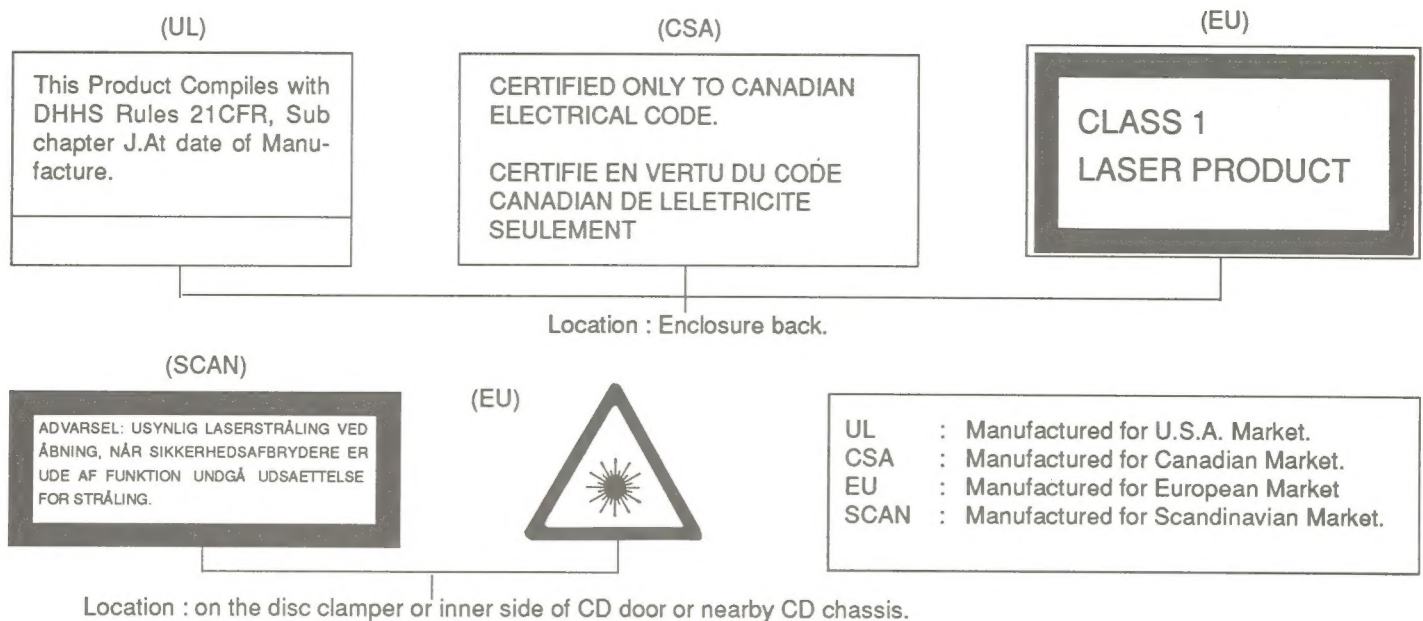 (UL)
This Product Compiles with
DHHS Rules 21CFR, Sub
chapter J.At date of Manu-
facture.
(CSA)
CERTIFIED ONLY TO CANADIAN
ELECTRICAL CODE.
CERTIFIE EN VERTU DU CODE
CANADIAN DE LELETRICITE
SEULEMENT
(EU)
CLASS 1
LASER PRODUCT
Location : Enclosure back.
(SCAN)
ADVARSEL: USYNLIG LASERSTRÅLING VED
ÅBNING, NÅR SIKKERHEDSAFBRYDERE ER
UDE AF FUNKTION UNDGÅ UDSAETTELSE
FOR STRÅLING.
(EU)
UL : Manufactured for U.S.A. Market.
CSA : Manufactured for Canadian Market.
EU : Manufactured for European Market
SCAN : Manufactured for Scandinavian Market.
Location : on the disc clamper or inner side of CD door or nearby CD chassis.